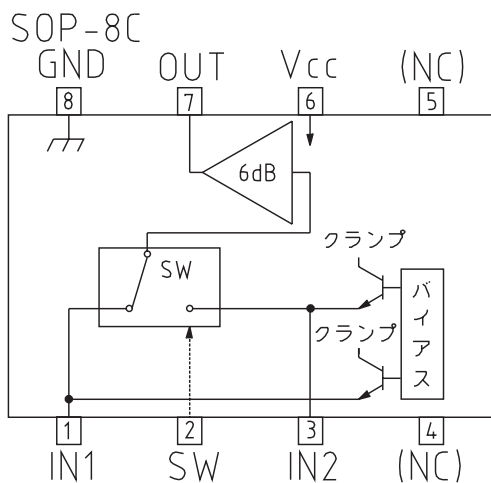 SOP-8C
GND OUT Vcc (NC)
8 7 6 5
6dB
クランプ
SW
バイアス
クランプ
1 2 3 4
IN1 SW IN2 (NC)